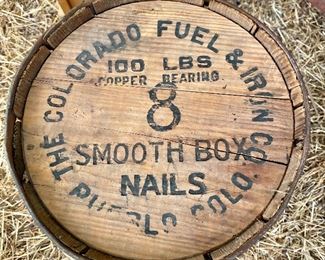 THE COLORADO FUEL & IRON CO.
100 LBS
COPPER BEARING
8
SMOOTH BOX
NAILS
PUEBLO COLO.